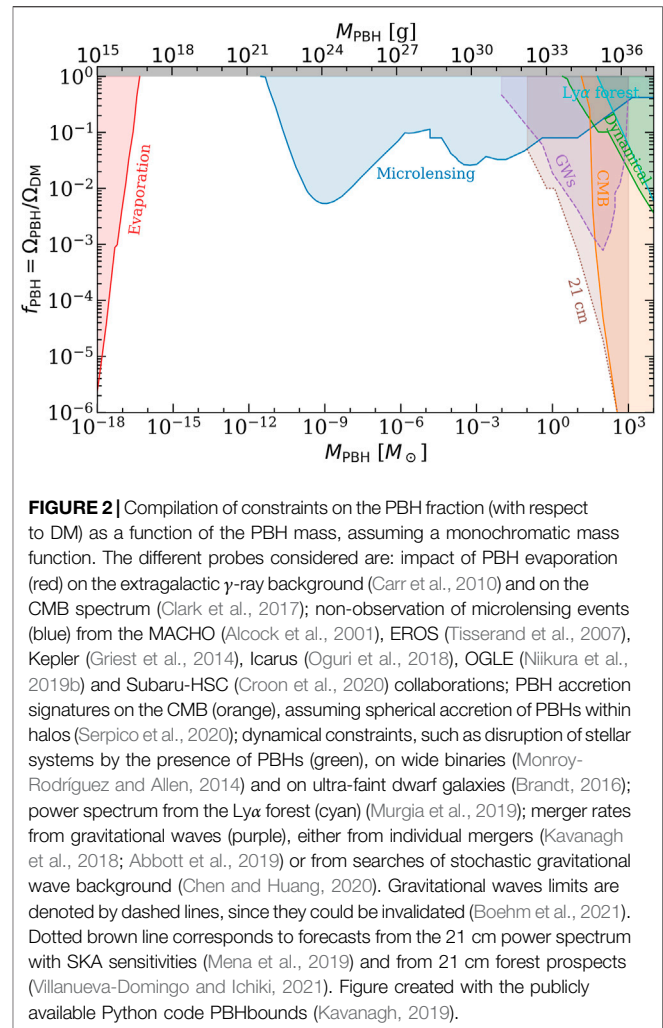 M_PBH [g]
10^15 10^18 10^21 10^24 10^27 10^30 10^33 10^36
10^0
10^-1
10^-2
10^-3
10^-4
10^-5
10^-6
f_PBH = Ω_PBH/Ω_DM
Evaporation
Microlensing
GWs
CMB
Lyα forest
Dynamical
21 cm
10^-18 10^-15 10^-12 10^-9 10^-6 10^-3 10^0 10^3
M_PBH [M_⊙]
FIGURE 2 | Compilation of constraints on the PBH fraction (with respect
to DM) as a function of the PBH mass, assuming a monochromatic mass
function. The different probes considered are: impact of PBH evaporation
(red) on the extragalactic γ-ray background (Carr et al., 2010) and on the
CMB spectrum (Clark et al., 2017); non-observation of microlensing events
(blue) from the MACHO (Alcock et al., 2001), EROS (Tisserand et al., 2007),
Kepler (Griest et al., 2014), Icarus (Oguri et al., 2018), OGLE (Niikura et al.,
2019b) and Subaru-HSC (Croon et al., 2020) collaborations; PBH accretion
signatures on the CMB (orange), assuming spherical accretion of PBHs within
halos (Serpico et al., 2020); dynamical constraints, such as disruption of stellar
systems by the presence of PBHs (green), on wide binaries (Monroy-
Rodríguez and Allen, 2014) and on ultra-faint dwarf galaxies (Brandt, 2016);
power spectrum from the Lyα forest (cyan) (Murgia et al., 2019); merger rates
from gravitational waves (purple), either from individual mergers (Kavanagh
et al., 2018; Abbott et al., 2019) or from searches of stochastic gravitational
wave background (Chen and Huang, 2020). Gravitational waves limits are
denoted by dashed lines, since they could be invalidated (Boehm et al., 2021).
Dotted brown line corresponds to forecasts from the 21 cm power spectrum
with SKA sensitivities (Mena et al., 2019) and from 21 cm forest prospects
(Villanueva-Domingo and Ichiki, 2021). Figure created with the publicly
available Python code PBHbounds (Kavanagh, 2019).